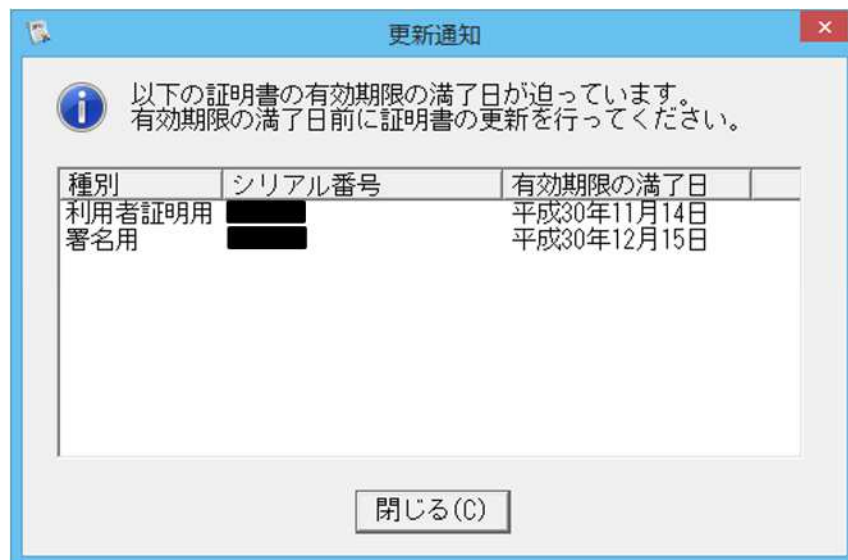 更新通知
以下の証明書の有効期限の満了日が迫っています。
有効期限の満了日前に証明書の更新を行ってください。
種別 シリアル番号 有効期限の満了日
利用者証明用 平成30年11月14日
署名用 平成30年12月15日
閉じる(C)